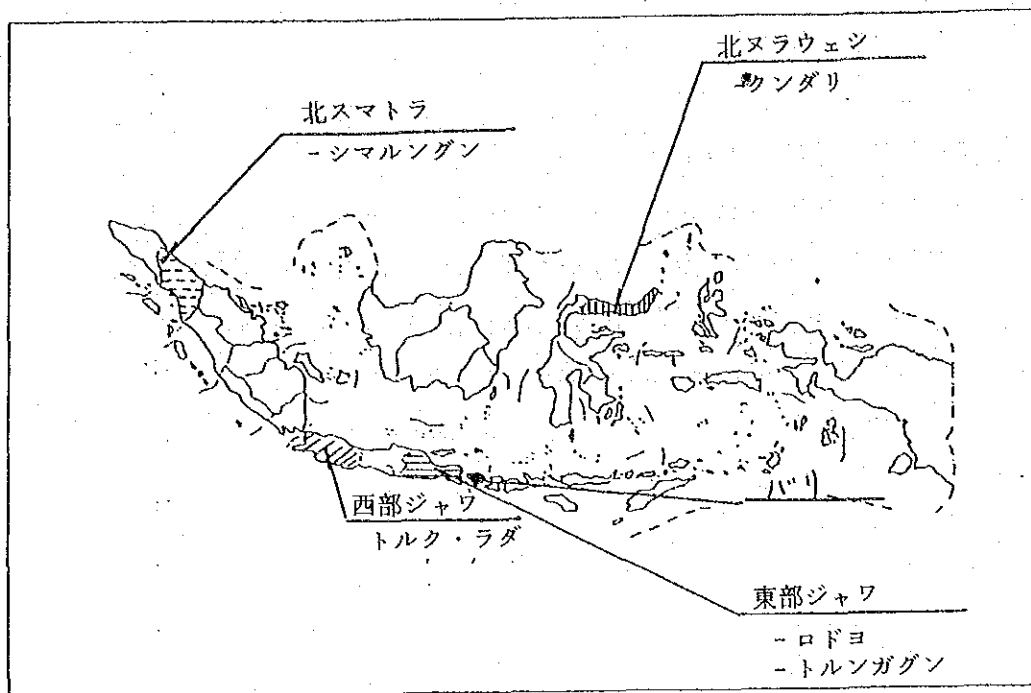 北ヌラウェシ
-クンダリ
北スマトラ
-シマルングン
バリ
西部ジャワ
トルク・ラダ
東部ジャワ
-ロドヨ
-トルンガグン